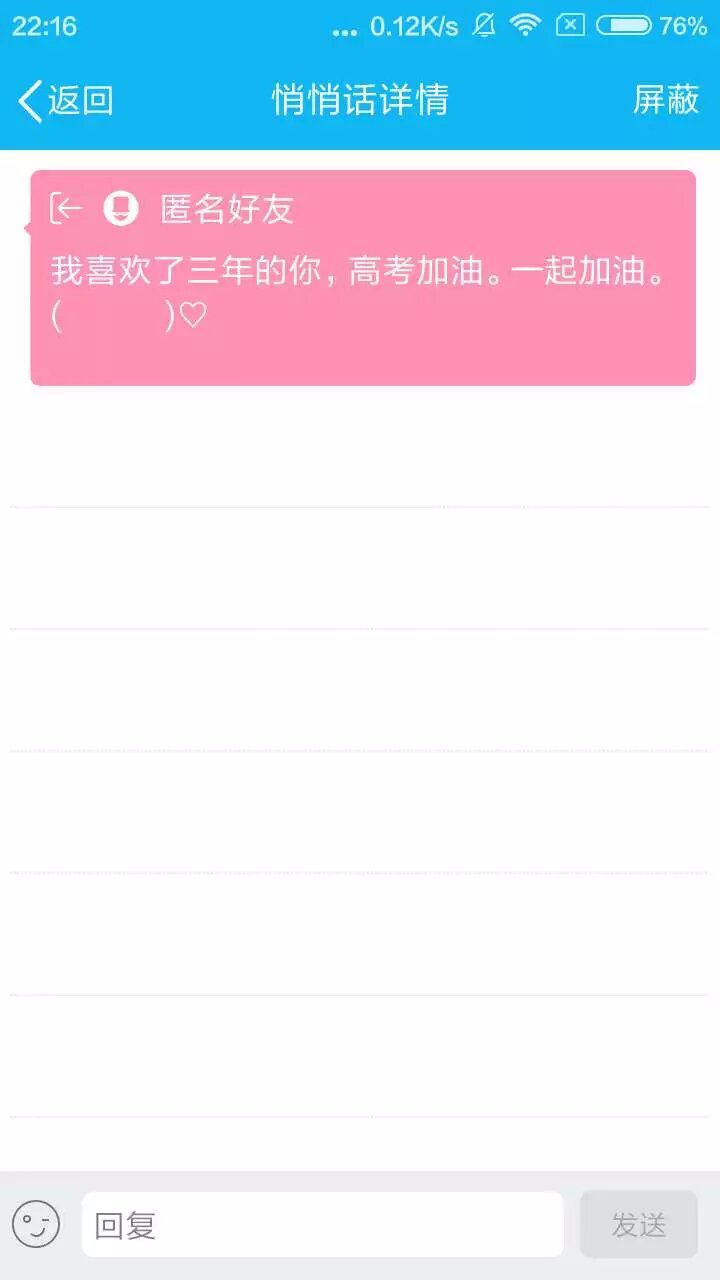 22:16 ... 0.12K/s 76%
返回 悄悄话详情 屏蔽
匿名好友
我喜欢了三年的你,高考加油。一起加油。
( )♡
回复 发送